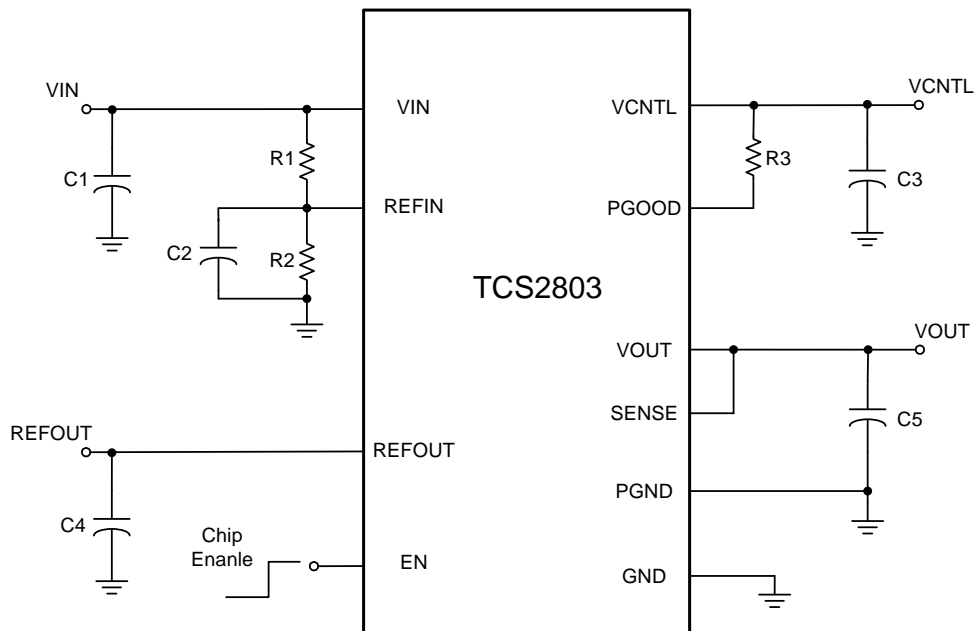 VIN
VIN
VCNTL
VCNTL
R1
R3
C1
C3
REFIN
PGOOD
C2
R2
TCS2803
VOUT
VOUT
SENSE
C5
REFOUT
REFOUT
PGND
C4
Chip
Enanle
EN
GND